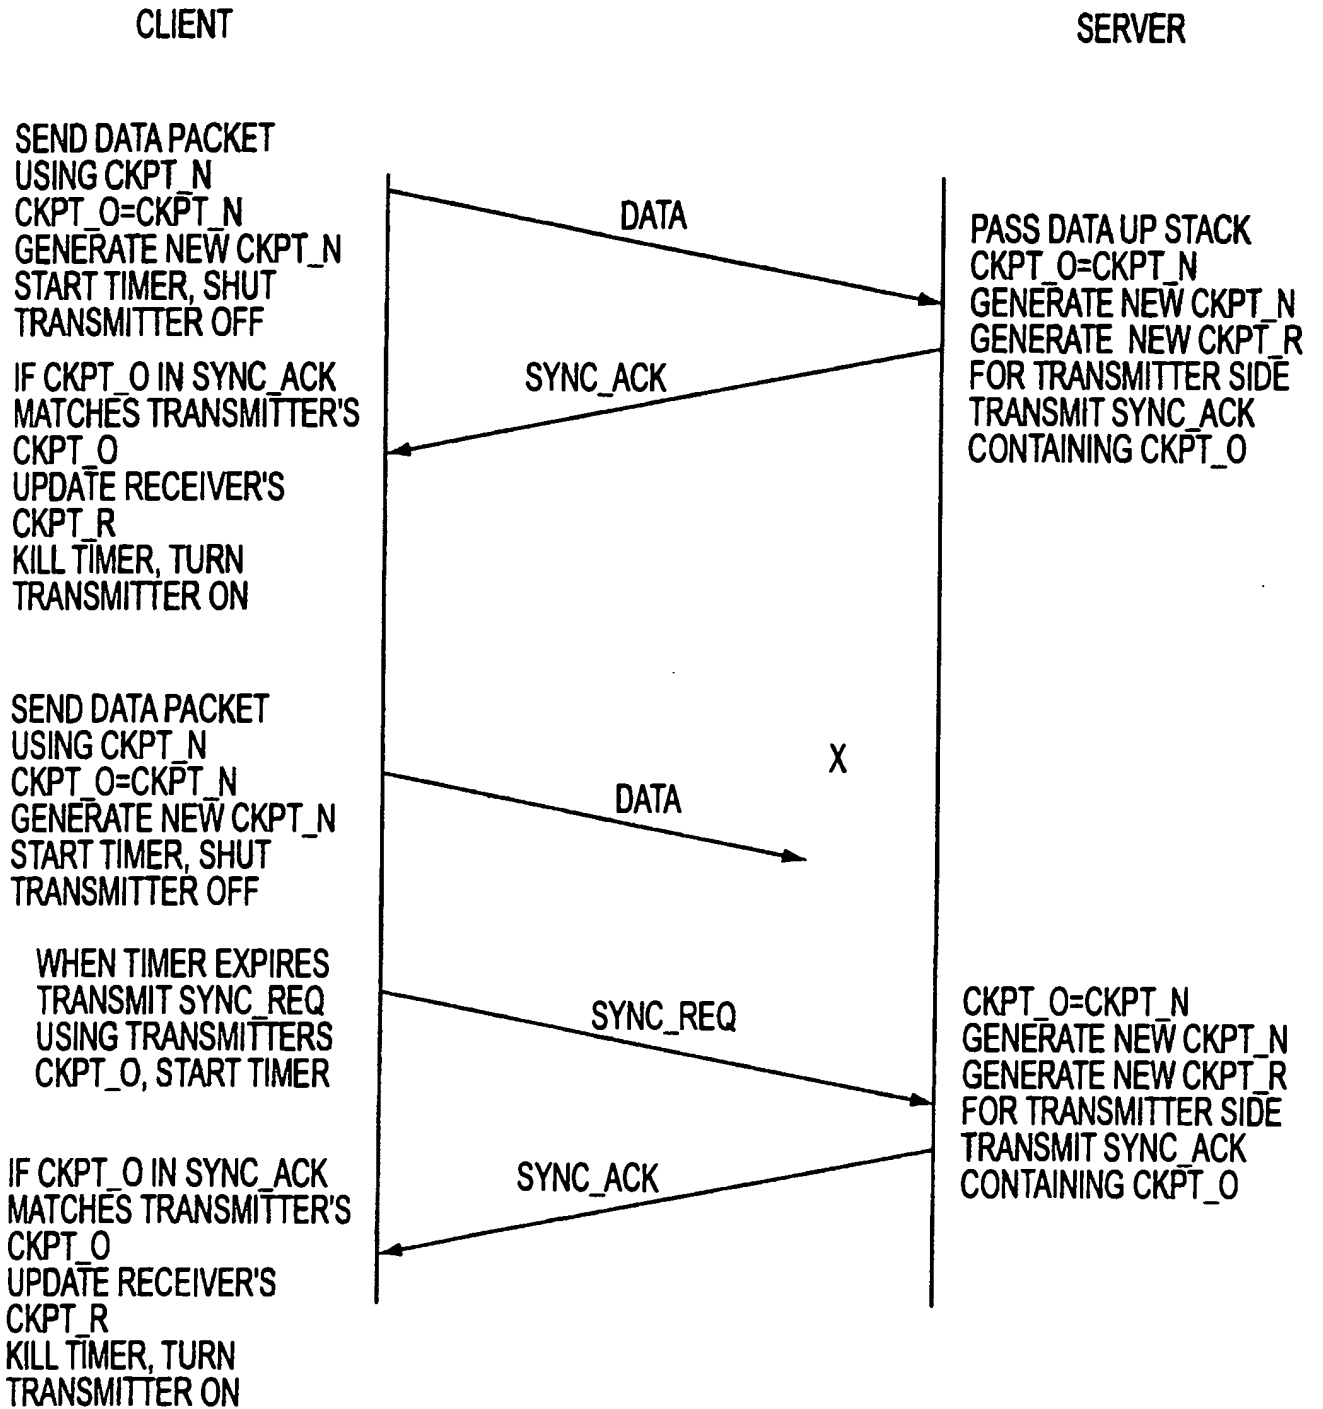 CLIENT
SERVER
SEND DATA PACKET
USING CKPT_N
CKPT_O=CKPT_N
GENERATE NEW CKPT_N
START TIMER, SHUT
TRANSMITTER OFF
DATA
PASS DATA UP STACK
CKPT_O=CKPT_N
GENERATE NEW CKPT_N
GENERATE NEW CKPT_R
FOR TRANSMITTER SIDE
TRANSMIT SYNC_ACK
CONTAINING CKPT_O
SYNC_ACK
IF CKPT_O IN SYNC_ACK
MATCHES TRANSMITTER'S
CKPT_O
UPDATE RECEIVER'S
CKPT_R
KILL TIMER, TURN
TRANSMITTER ON
SEND DATA PACKET
USING CKPT_N
CKPT_O=CKPT_N
GENERATE NEW CKPT_N
START TIMER, SHUT
TRANSMITTER OFF
DATA
X
WHEN TIMER EXPIRES
TRANSMIT SYNC_REQ
USING TRANSMITTERS
CKPT_O, START TIMER
SYNC_REQ
CKPT_O=CKPT_N
GENERATE NEW CKPT_N
GENERATE NEW CKPT_R
FOR TRANSMITTER SIDE
TRANSMIT SYNC_ACK
CONTAINING CKPT_O
SYNC_ACK
IF CKPT_O IN SYNC_ACK
MATCHES TRANSMITTER'S
CKPT_O
UPDATE RECEIVER'S
CKPT_R
KILL TIMER, TURN
TRANSMITTER ON